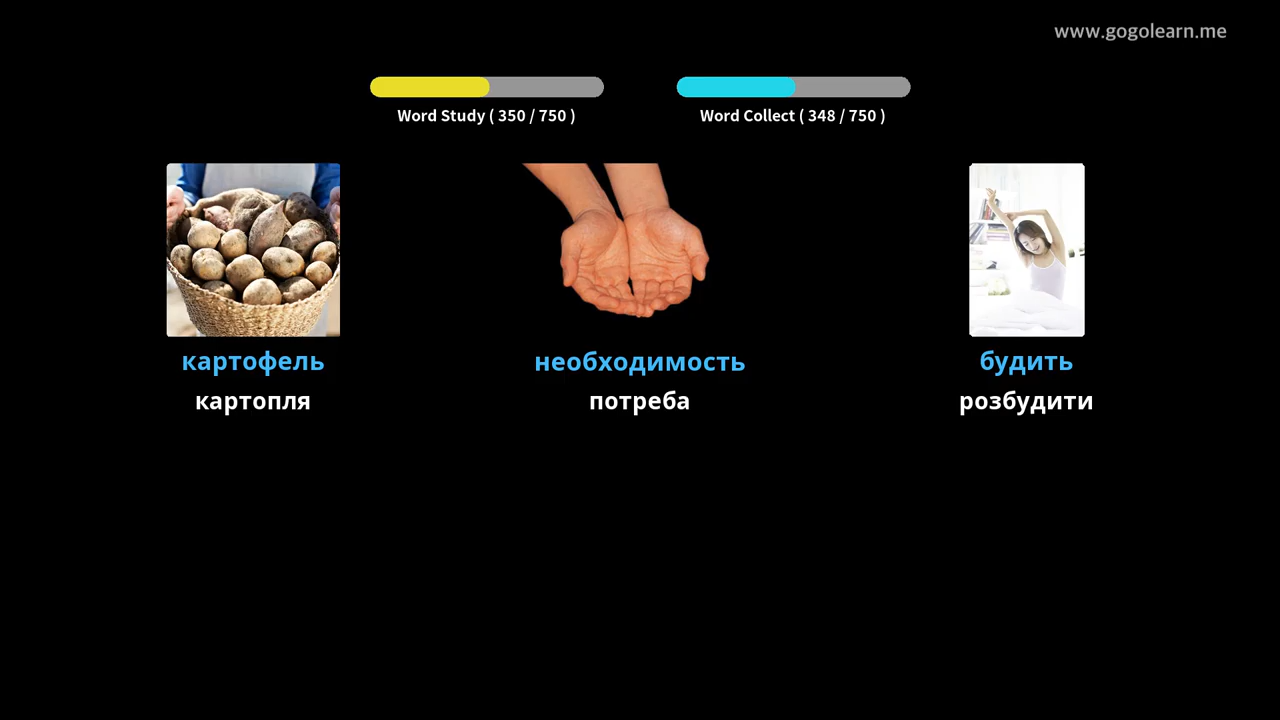 www.gogolearn.me
Word Study ( 350 / 750 )
Word Collect ( 348 / 750 )
картофель
необходимость
будить
картопля
потреба
розбудити